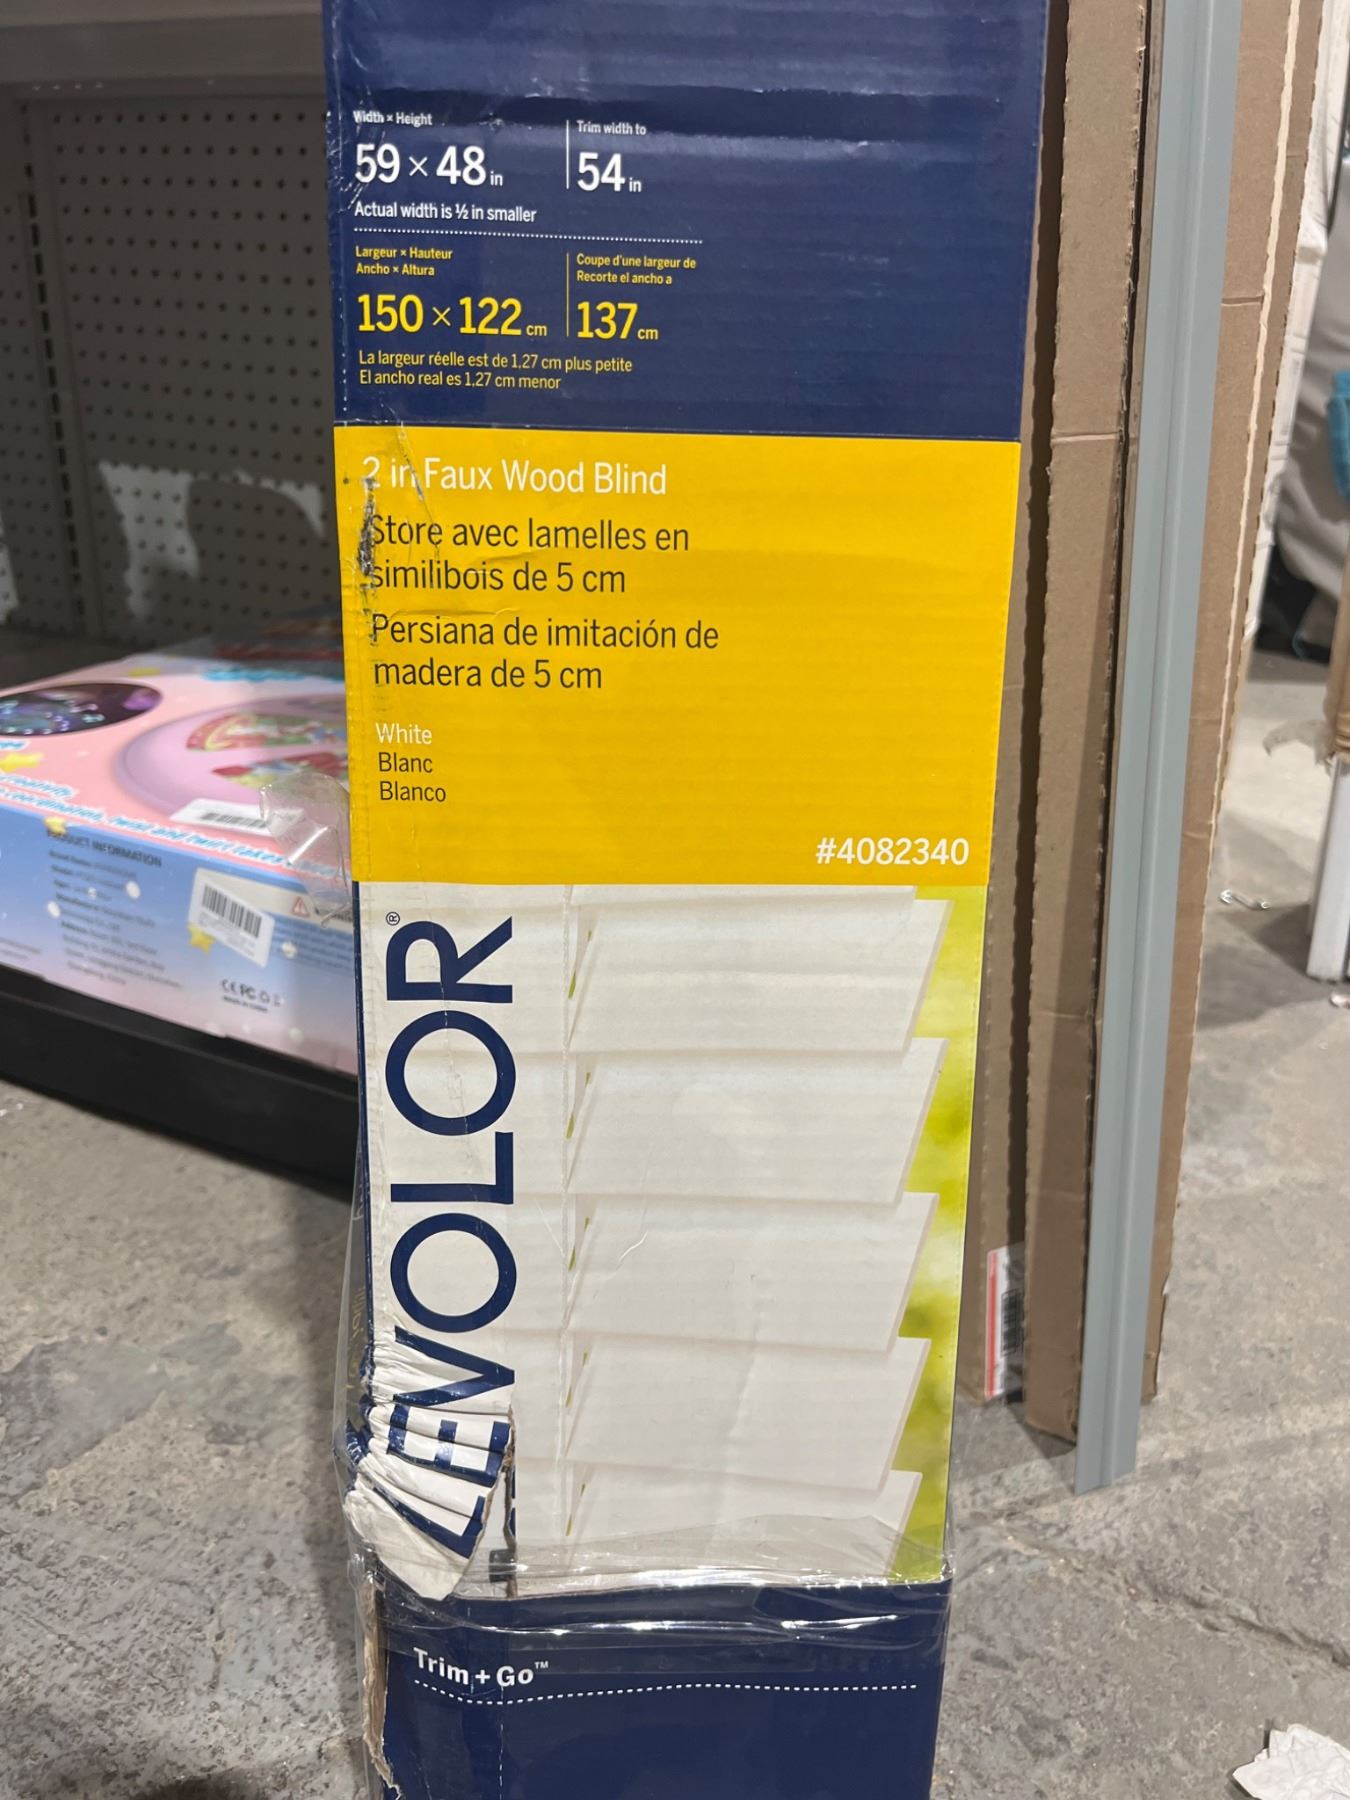 Width × Height
59 × 48 in
Actual width is ½ in smaller
Trim width to
54 in
Largeur × Hauteur
Ancho × Altura
150 × 122 cm
Coupe d'une largeur de
Recorte el ancho a
137 cm
La largeur réelle est de 1,27 cm plus petite
El ancho real es 1,27 cm menor
2 in Faux Wood Blind
Store avec lamelles en
similibois de 5 cm
Persiana de imitación de
madera de 5 cm
White
Blanc
Blanco
#4082340
LEVOLOR®
Trim + Go™
PRODUCT INFORMATION